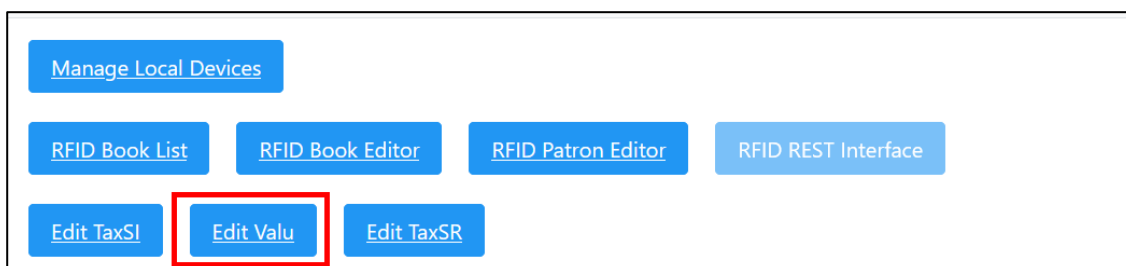 Manage Local Devices
RFID Book List RFID Book Editor RFID Patron Editor RFID REST Interface
Edit TaxSI Edit Valu Edit TaxSR